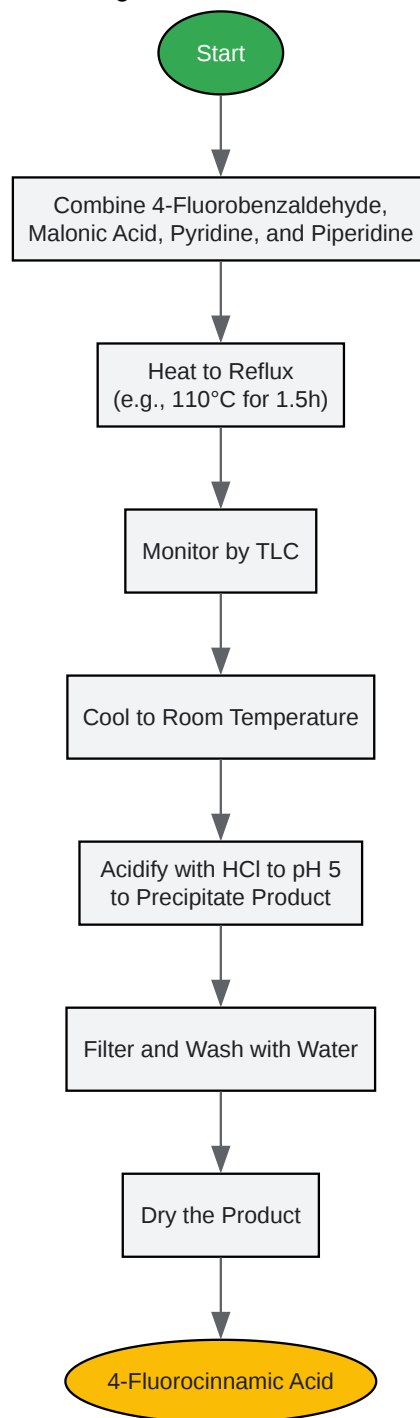 Start
Combine 4-Fluorobenzaldehyde,
Malonic Acid, Pyridine, and Piperidine
Heat to Reflux
(e.g., 110°C for 1.5h)
Monitor by TLC
Cool to Room Temperature
Acidify with HCl to pH 5
to Precipitate Product
Filter and Wash with Water
Dry the Product
4-Fluorocinnamic Acid